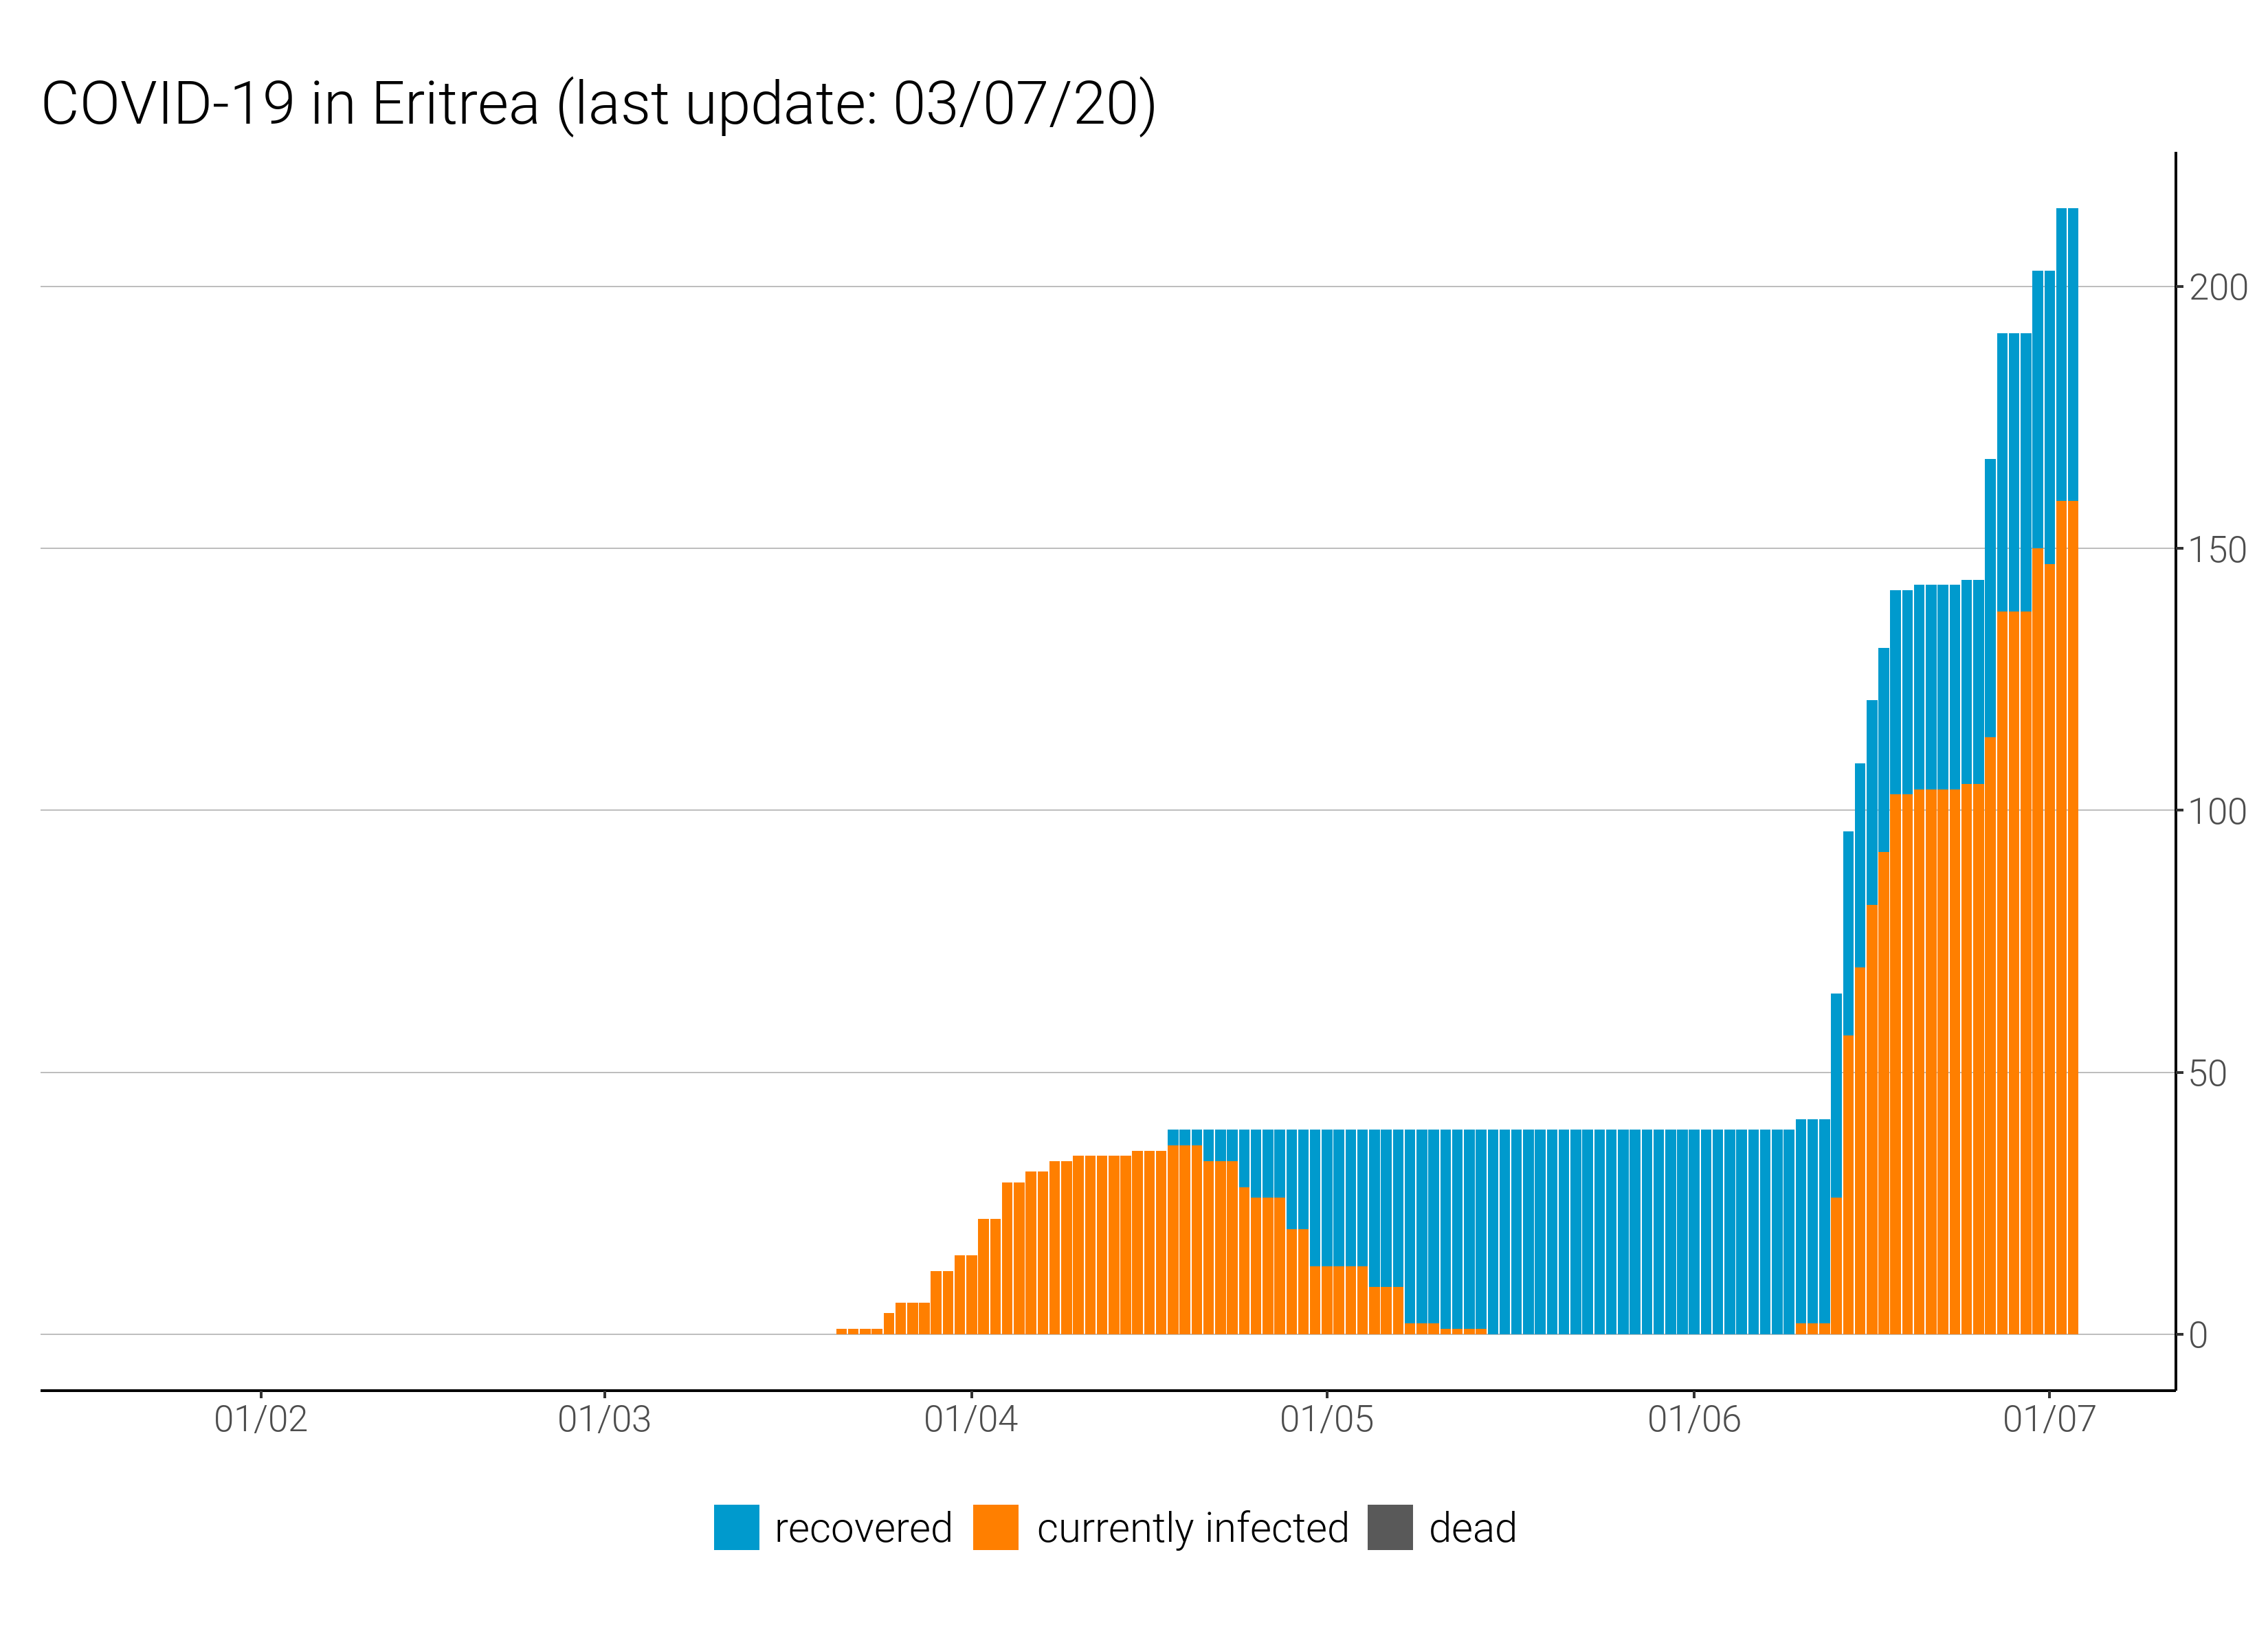 COVID-19 in Eritrea (last update: 03/07/20)
200
150
100
50
0
01/02 01/03 01/04 01/05 01/06 01/07
recovered currently infected dead